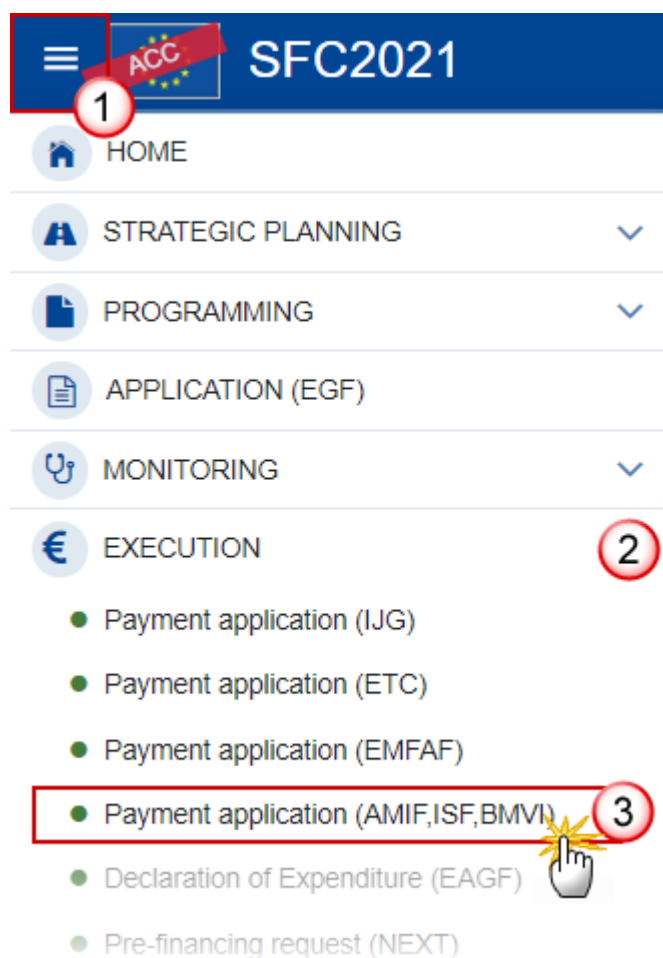 ACC SFC2021
1
HOME
STRATEGIC PLANNING
PROGRAMMING
APPLICATION (EGF)
MONITORING
€ EXECUTION 2
Payment application (IJG)
Payment application (ETC)
Payment application (EMFAF)
Payment application (AMIF,ISF,BMVI) 3
Declaration of Expenditure (EAGF)
Pre-financing request (NEXT)